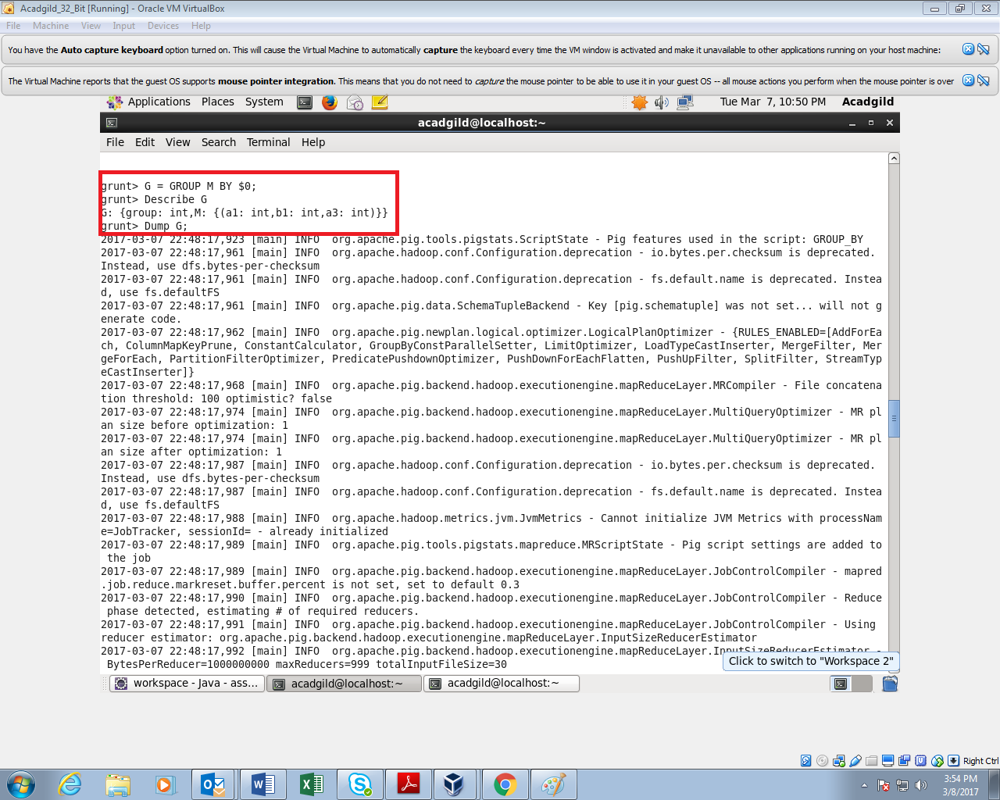 Acadgild_32_Bit [Running] - Oracle VM VirtualBox
File Machine View Input Devices Help
You have the Auto capture keyboard option turned on. This will cause the Virtual Machine to automatically capture the keyboard every time the VM window is activated and make it unavailable to other applications running on your host machine:
The Virtual Machine reports that the guest OS supports mouse pointer integration. This means that you do not need to capture the mouse pointer to be able to use it in your guest OS -- all mouse actions you perform when the mouse pointer is over
Applications Places System Tue Mar 7, 10:50 PM Acadgild
acadgild@localhost:~
File Edit View Search Terminal Help
grunt> G = GROUP M BY $0;
grunt> Describe G
G: {group: int,M: {(a1: int,b1: int,a3: int)}}
grunt> Dump G;
2017-03-07 22:48:17,923 [main] INFO  org.apache.pig.tools.pigstats.ScriptState - Pig features used in the script: GROUP_BY
2017-03-07 22:48:17,961 [main] INFO  org.apache.hadoop.conf.Configuration.deprecation - io.bytes.per.checksum is deprecated.
Instead, use dfs.bytes-per-checksum
2017-03-07 22:48:17,961 [main] INFO  org.apache.hadoop.conf.Configuration.deprecation - fs.default.name is deprecated. Instea
d, use fs.defaultFS
2017-03-07 22:48:17,961 [main] INFO  org.apache.pig.data.SchemaTupleBackend - Key [pig.schematuple] was not set... will not g
enerate code.
2017-03-07 22:48:17,962 [main] INFO  org.apache.pig.newplan.logical.optimizer.LogicalPlanOptimizer - {RULES_ENABLED=[AddForEa
ch, ColumnMapKeyPrune, ConstantCalculator, GroupByConstParallelSetter, LimitOptimizer, LoadTypeCastInserter, MergeFilter, Mer
geForEach, PartitionFilterOptimizer, PredicatePushdownOptimizer, PushDownForEachFlatten, PushUpFilter, SplitFilter, StreamTyp
eCastInserter]}
2017-03-07 22:48:17,968 [main] INFO  org.apache.pig.backend.hadoop.executionengine.mapReduceLayer.MRCompiler - File concatena
tion threshold: 100 optimistic? false
2017-03-07 22:48:17,974 [main] INFO  org.apache.pig.backend.hadoop.executionengine.mapReduceLayer.MultiQueryOptimizer - MR pl
an size before optimization: 1
2017-03-07 22:48:17,974 [main] INFO  org.apache.pig.backend.hadoop.executionengine.mapReduceLayer.MultiQueryOptimizer - MR pl
an size after optimization: 1
2017-03-07 22:48:17,987 [main] INFO  org.apache.hadoop.conf.Configuration.deprecation - io.bytes.per.checksum is deprecated.
Instead, use dfs.bytes-per-checksum
2017-03-07 22:48:17,987 [main] INFO  org.apache.hadoop.conf.Configuration.deprecation - fs.default.name is deprecated. Instea
d, use fs.defaultFS
2017-03-07 22:48:17,988 [main] INFO  org.apache.hadoop.metrics.jvm.JvmMetrics - Cannot initialize JVM Metrics with processNam
e=JobTracker, sessionId= - already initialized
2017-03-07 22:48:17,989 [main] INFO  org.apache.pig.tools.pigstats.mapreduce.MRScriptState - Pig script settings are added to
the job
2017-03-07 22:48:17,989 [main] INFO  org.apache.pig.backend.hadoop.executionengine.mapReduceLayer.JobControlCompiler - mapred
.job.reduce.markreset.buffer.percent is not set, set to default 0.3
2017-03-07 22:48:17,990 [main] INFO  org.apache.pig.backend.hadoop.executionengine.mapReduceLayer.JobControlCompiler - Reduce
phase detected, estimating # of required reducers.
2017-03-07 22:48:17,991 [main] INFO  org.apache.pig.backend.hadoop.executionengine.mapReduceLayer.JobControlCompiler - Using
reducer estimator: org.apache.pig.backend.hadoop.executionengine.mapReduceLayer.InputSizeReducerEstimator
2017-03-07 22:48:17,992 [main] INFO  org.apache.pig.backend.hadoop.executionengine.mapReduceLayer.InputSizeReducerEstimator -
BytesPerReducer=1000000000 maxReducers=999 totalInputFileSize=30
Click to switch to "Workspace 2"
workspace - Java - ass... acadgild@localhost:~ acadgild@localhost:~
Right Ctrl
3:54 PM
3/8/2017